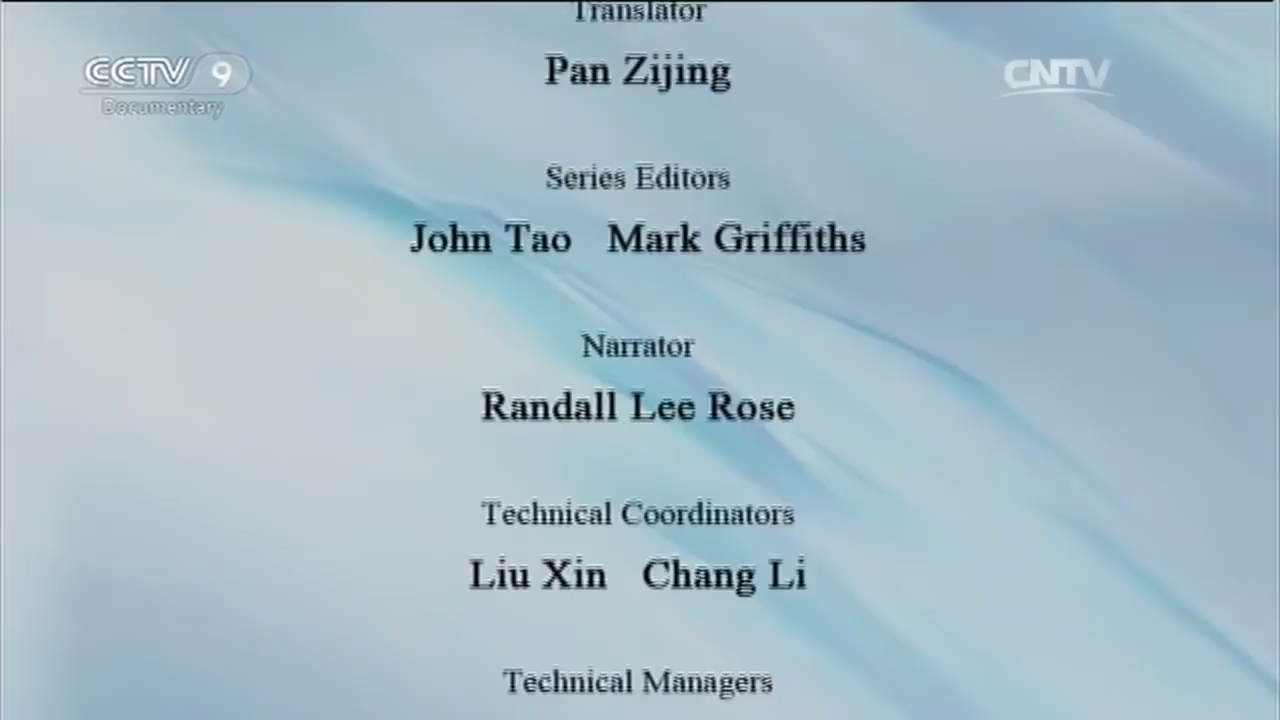 Translator
CCTV 9
Documentary
CNTV
Pan Zijing
Series Editors
John Tao Mark Griffiths
Narrator
Randall Lee Rose
Technical Coordinators
Liu Xin Chang Li
Technical Managers